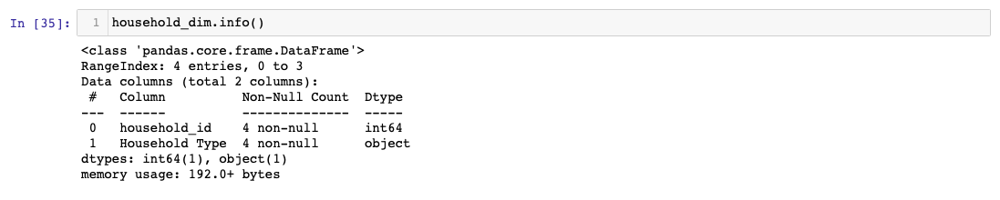 In [35]: 1 household_dim.info()
<class 'pandas.core.frame.DataFrame'>
RangeIndex: 4 entries, 0 to 3
Data columns (total 2 columns):
 #   Column          Non-Null Count  Dtype
---  ------          --------------  -----
 0   household_id    4 non-null      int64
 1   Household Type  4 non-null      object
dtypes: int64(1), object(1)
memory usage: 192.0+ bytes